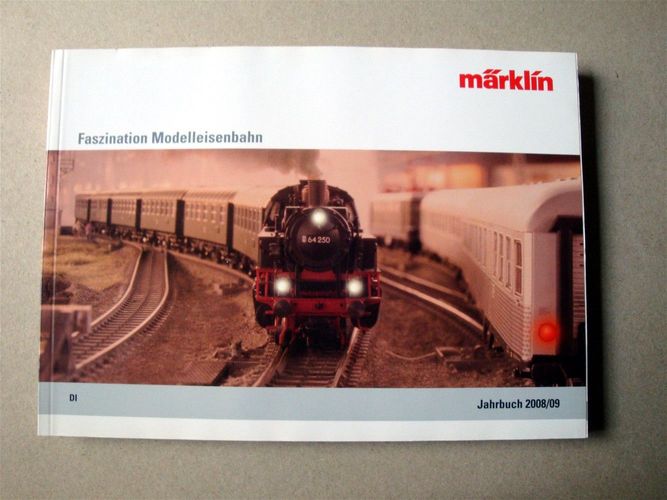 märklin
Faszination Modelleisenbahn
64 250
DI
Jahrbuch 2008/09